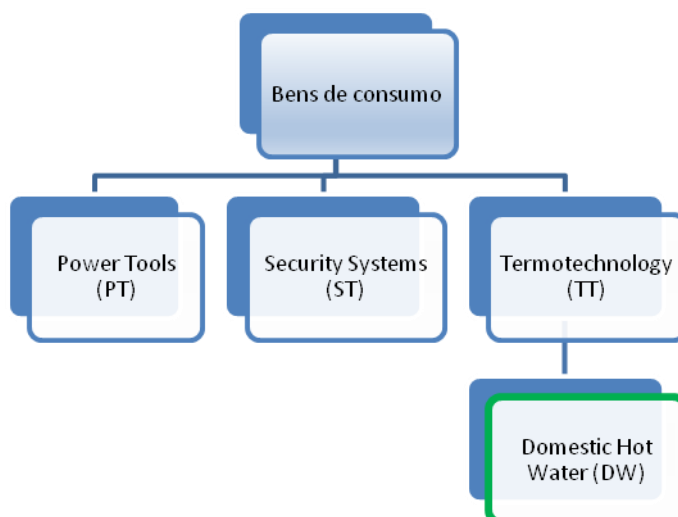 Bens de consumo
Power Tools
(PT)
Security Systems
(ST)
Termotechnology
(TT)
Domestic Hot
Water (DW)